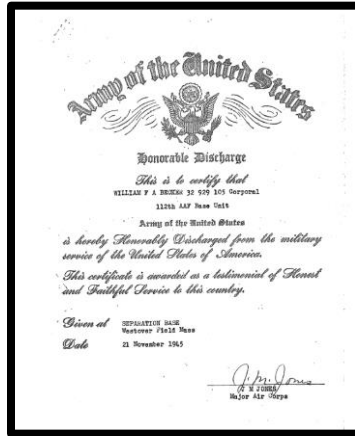 Army of the United States
Honorable Discharge
This is to certify that
WILLIAM F A BECKER 32 929 105 Corporal
112th AAF Base Unit
Army of the United States
is hereby Honorably Discharged from the military
service of the United States of America.
This certificate is awarded as a testimonial of Honest
and Faithful Service to this country.
Given at SEPARATION BASE
Westover Field Mass
Date 21 November 1945
J. M. Jones
J M JONES
Major Air Corps